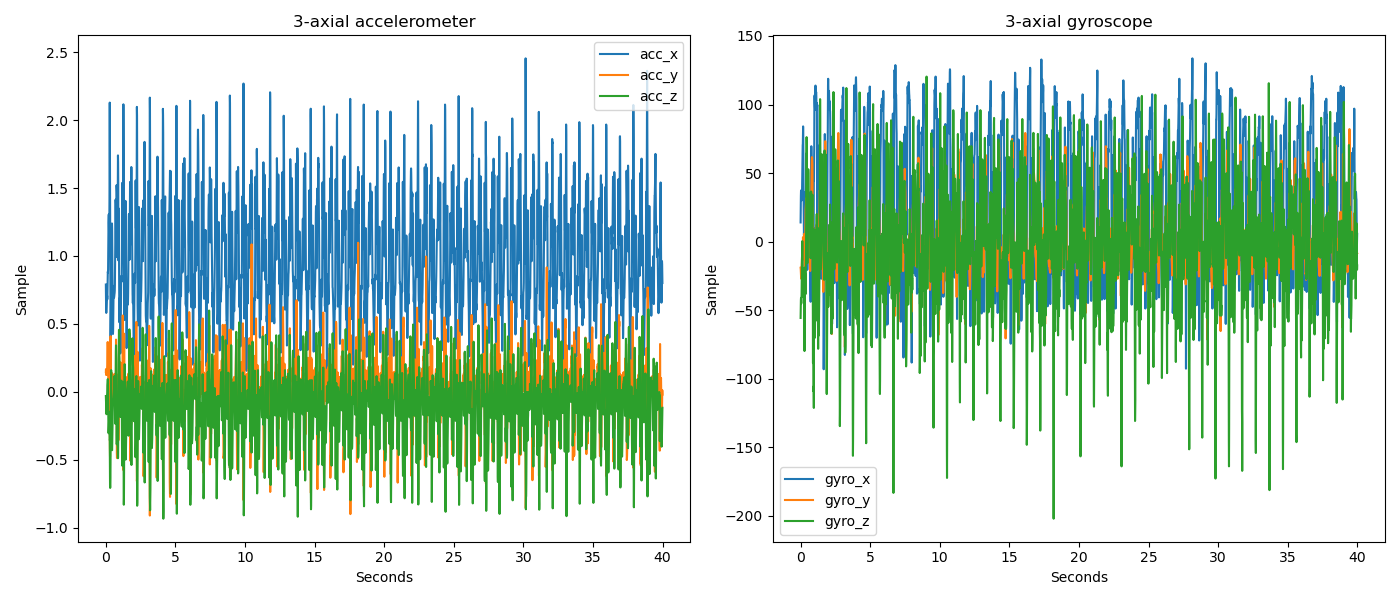 3-axial accelerometer
2.5
2.0
1.5
1.0
0.5
0.0
−0.5
−1.0
Sample
acc_x
acc_y
acc_z
0 5 10 15 20 25 30 35 40
Seconds
3-axial gyroscope
150
100
50
0
−50
−100
−150
−200
Sample
gyro_x
gyro_y
gyro_z
0 5 10 15 20 25 30 35 40
Seconds